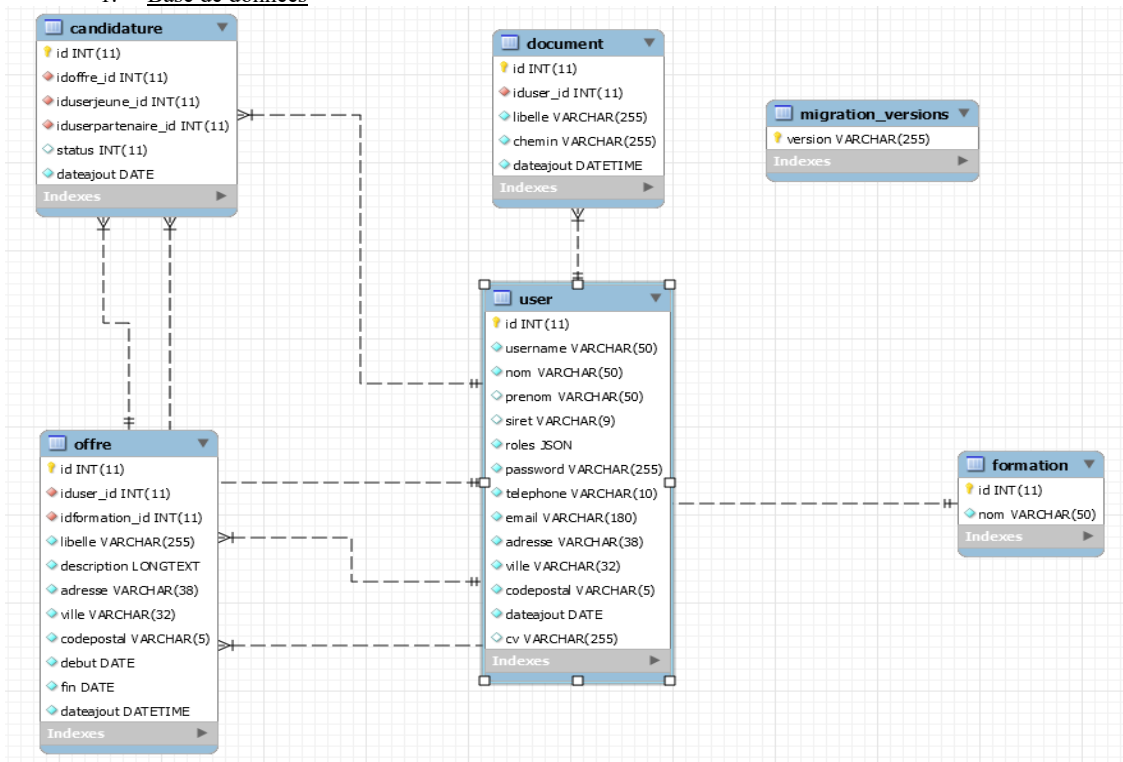 1. Base de données
candidature
id INT(11)
idoffre_id INT(11)
iduserjeune_id INT(11)
iduserpartenaire_id INT(11)
status INT(11)
dateajout DATE
Indexes
document
id INT(11)
iduser_id INT(11)
libelle VARCHAR(255)
chemin VARCHAR(255)
dateajout DATETIME
Indexes
migration_versions
version VARCHAR(255)
Indexes
user
id INT(11)
username VARCHAR(50)
nom VARCHAR(50)
prenom VARCHAR(50)
siret VARCHAR(9)
roles JSON
password VARCHAR(255)
telephone VARCHAR(10)
email VARCHAR(180)
adresse VARCHAR(38)
ville VARCHAR(32)
codepostal VARCHAR(5)
dateajout DATE
cv VARCHAR(255)
Indexes
offre
id INT(11)
iduser_id INT(11)
idformation_id INT(11)
libelle VARCHAR(255)
description LONGTEXT
adresse VARCHAR(38)
ville VARCHAR(32)
codepostal VARCHAR(5)
debut DATE
fin DATE
dateajout DATETIME
Indexes
formation
id INT(11)
nom VARCHAR(50)
Indexes